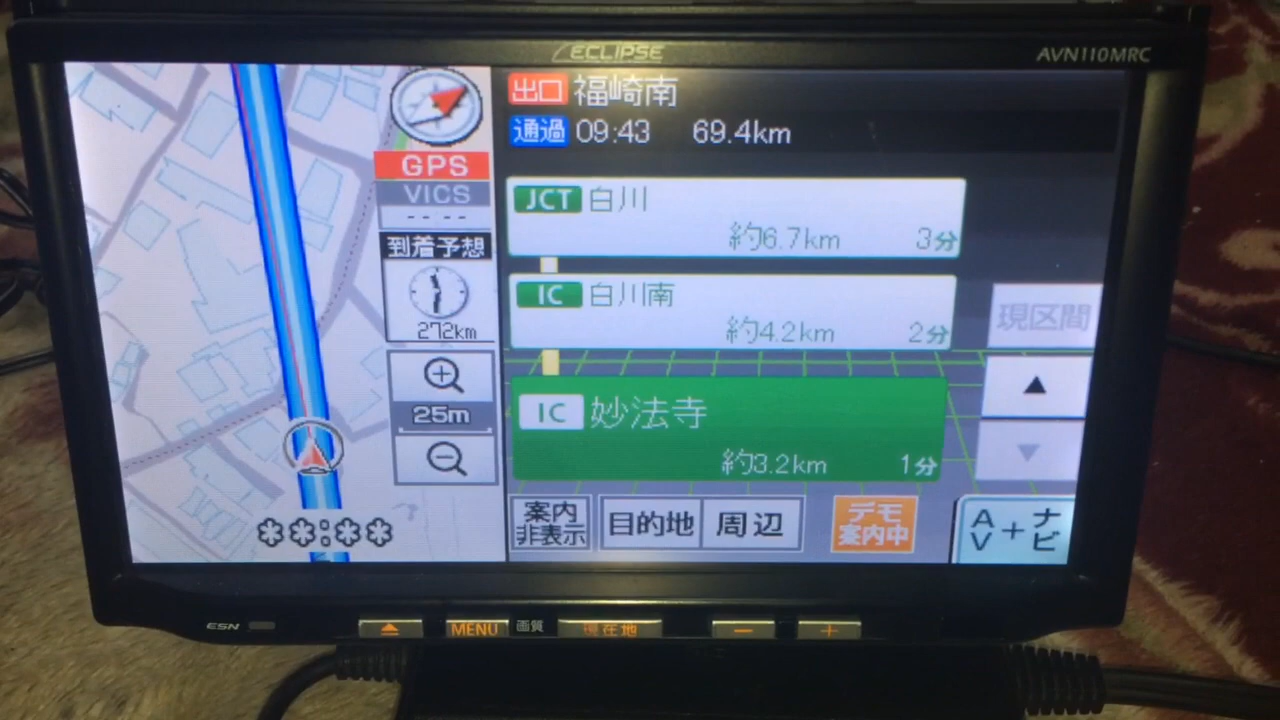 ECLIPSE
AVN110MRC
出口 福崎南
通過 09:43 69.4km
GPS
VICS
--:--
到着予想
272km
25m
**:**
JCT 白川
約6.7km 3分
IC 白川南
約4.2km 2分
現区間
IC 妙法寺
約3.2km 1分
案内
非表示
目的地
周辺
デモ
案内中
AV+ナビ
ESN
MENU
画質
現在地